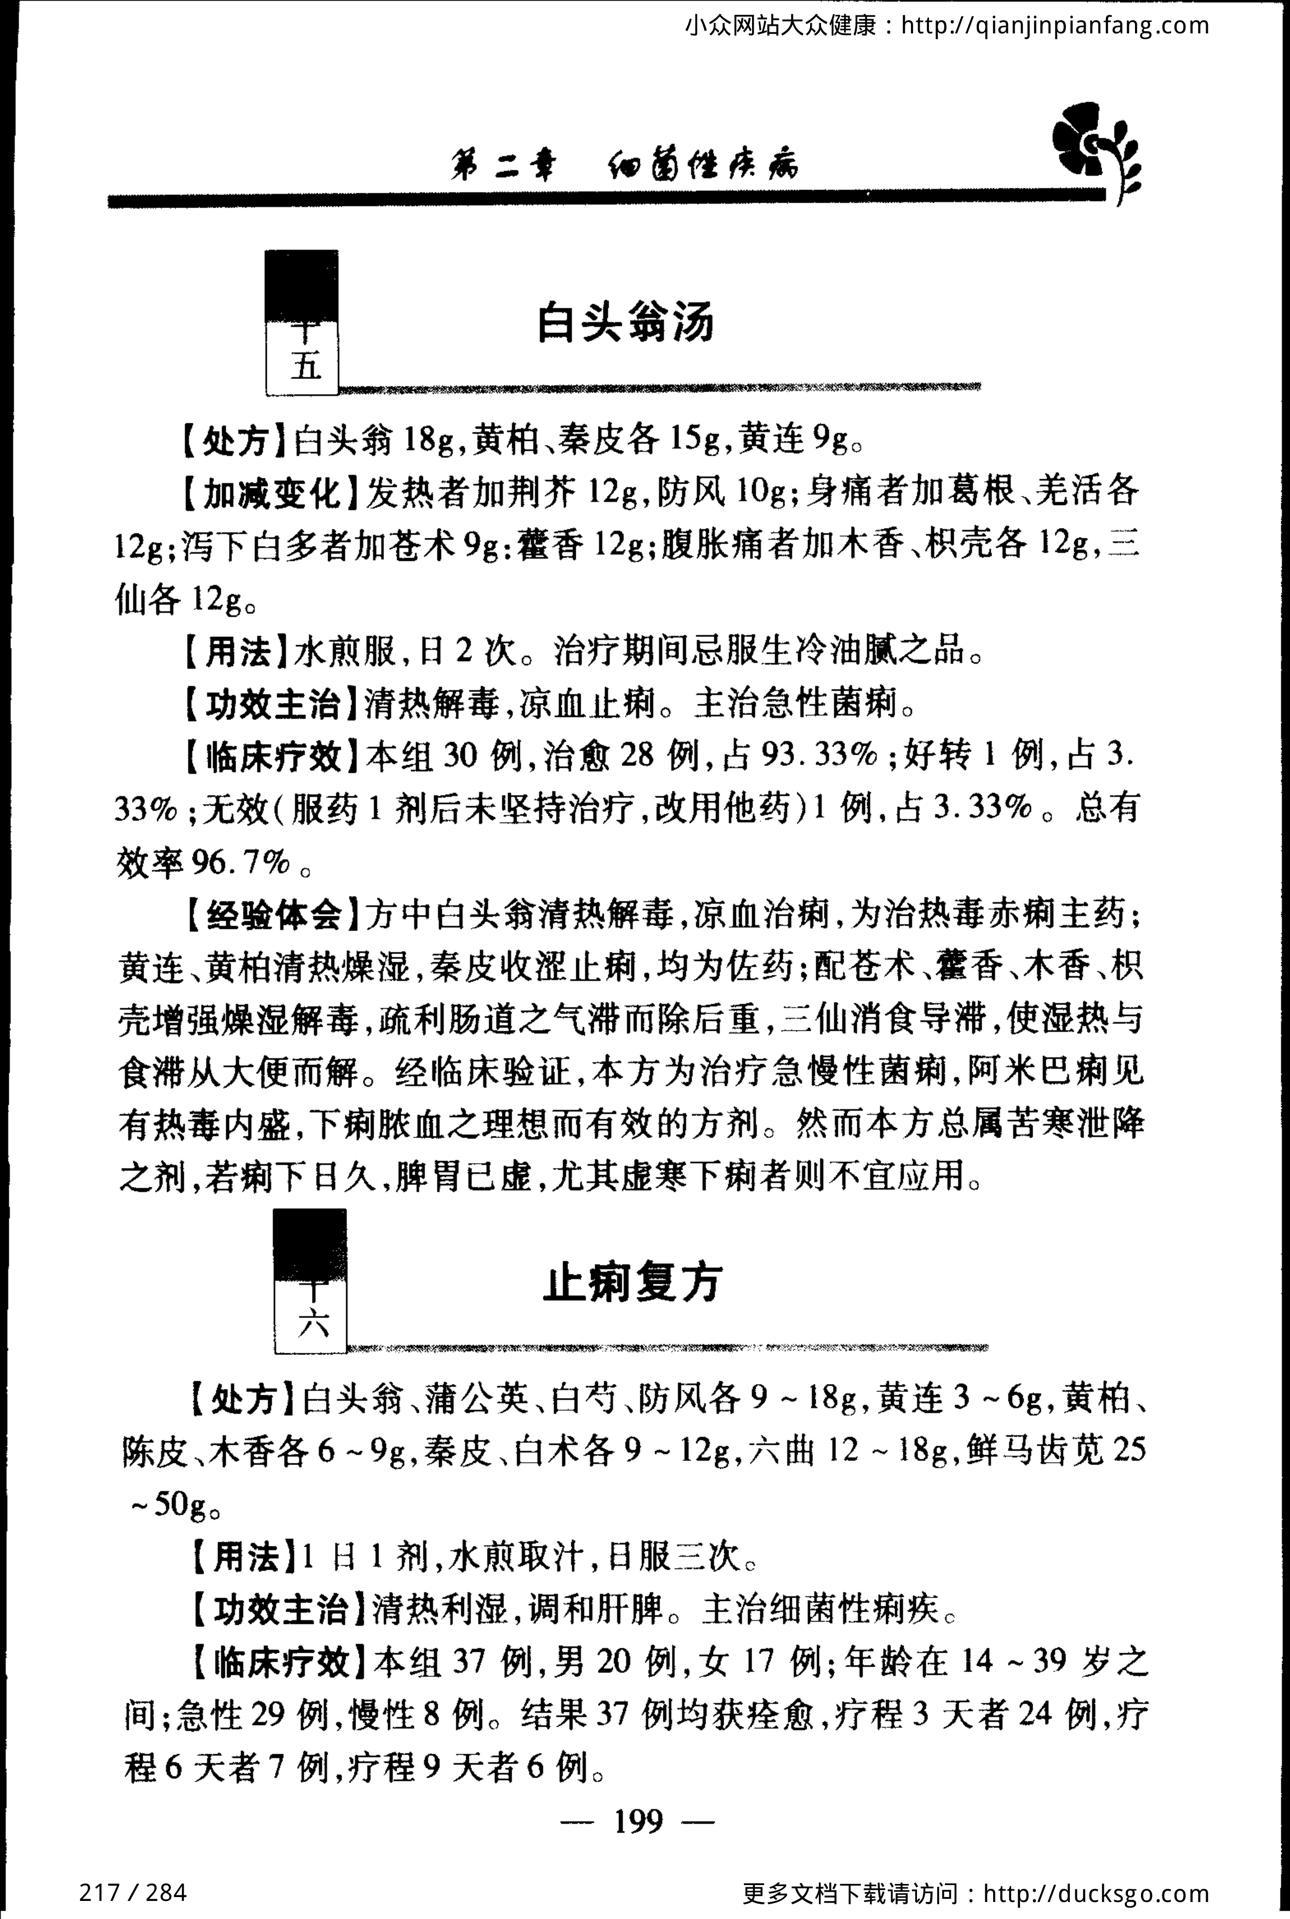 小众网站大众健康：http://qianjinpianfang.com
第二章 细菌性疾病
十五
白头翁汤
【处方】白头翁 18g,黄柏、秦皮各 15g,黄连 9g。
【加减变化】发热者加荆芥 12g,防风 10g;身痛者加葛根、羌活各
12g;泻下白多者加苍术 9g:藿香 12g;腹胀痛者加木香、枳壳各 12g,三
仙各 12g。
【用法】水煎服,日 2 次。治疗期间忌服生冷油腻之品。
【功效主治】清热解毒,凉血止痢。主治急性菌痢。
【临床疗效】本组 30 例,治愈 28 例,占 93.33%;好转 1 例,占 3.
33%;无效(服药 1 剂后未坚持治疗,改用他药)1 例,占 3.33%。总有
效率 96.7%。
【经验体会】方中白头翁清热解毒,凉血治痢,为治热毒赤痢主药;
黄连、黄柏清热燥湿,秦皮收涩止痢,均为佐药;配苍术、藿香、木香、枳
壳增强燥湿解毒,疏利肠道之气滞而除后重,三仙消食导滞,使湿热与
食滞从大便而解。经临床验证,本方为治疗急慢性菌痢,阿米巴痢见
有热毒内盛,下痢脓血之理想而有效的方剂。然而本方总属苦寒泄降
之剂,若痢下日久,脾胃已虚,尤其虚寒下痢者则不宜应用。
十六
止痢复方
【处方】白头翁、蒲公英、白芍、防风各 9～18g,黄连 3～6g,黄柏、
陈皮、木香各 6～9g,秦皮、白术各 9～12g,六曲 12～18g,鲜马齿苋 25
～50g。
【用法】1 日 1 剂,水煎取汁,日服三次。
【功效主治】清热利湿,调和肝脾。主治细菌性痢疾。
【临床疗效】本组 37 例,男 20 例,女 17 例;年龄在 14～39 岁之
间;急性 29 例,慢性 8 例。结果 37 例均获痊愈,疗程 3 天者 24 例,疗
程 6 天者 7 例,疗程 9 天者 6 例。
— 199 —
217 / 284
更多文档下载请访问：http://ducksgo.com